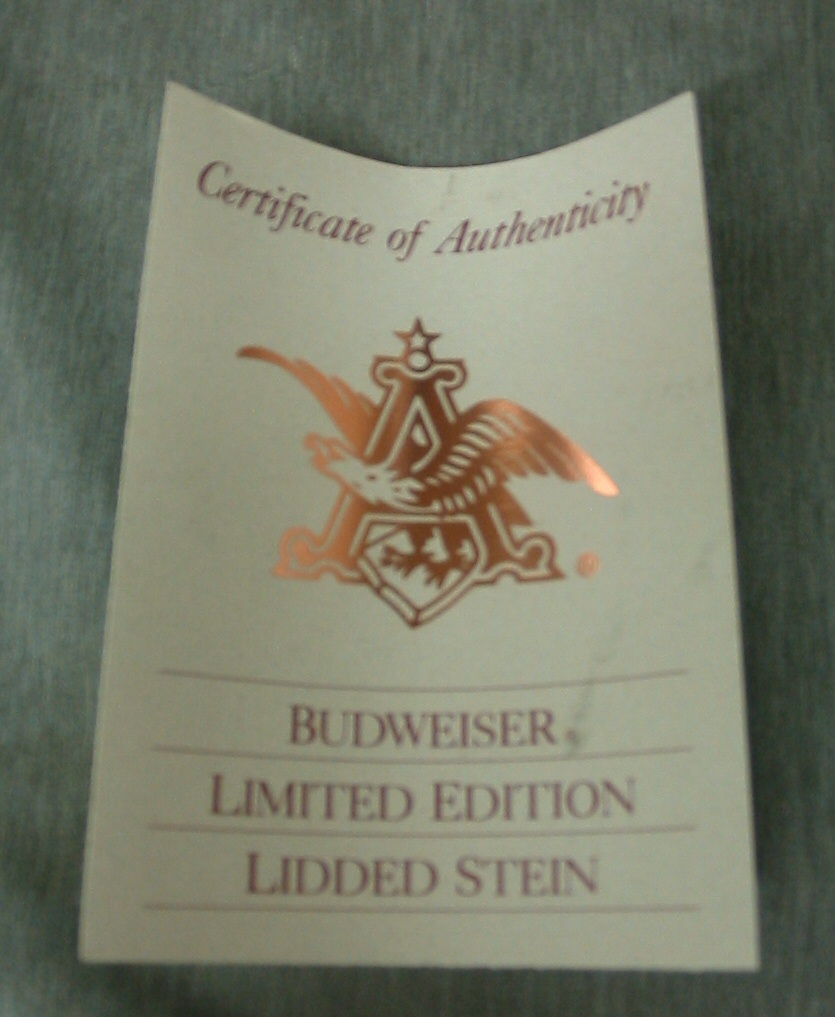 Certificate of Authenticity
A
®
BUDWEISER
LIMITED EDITION
LIDDED STEIN